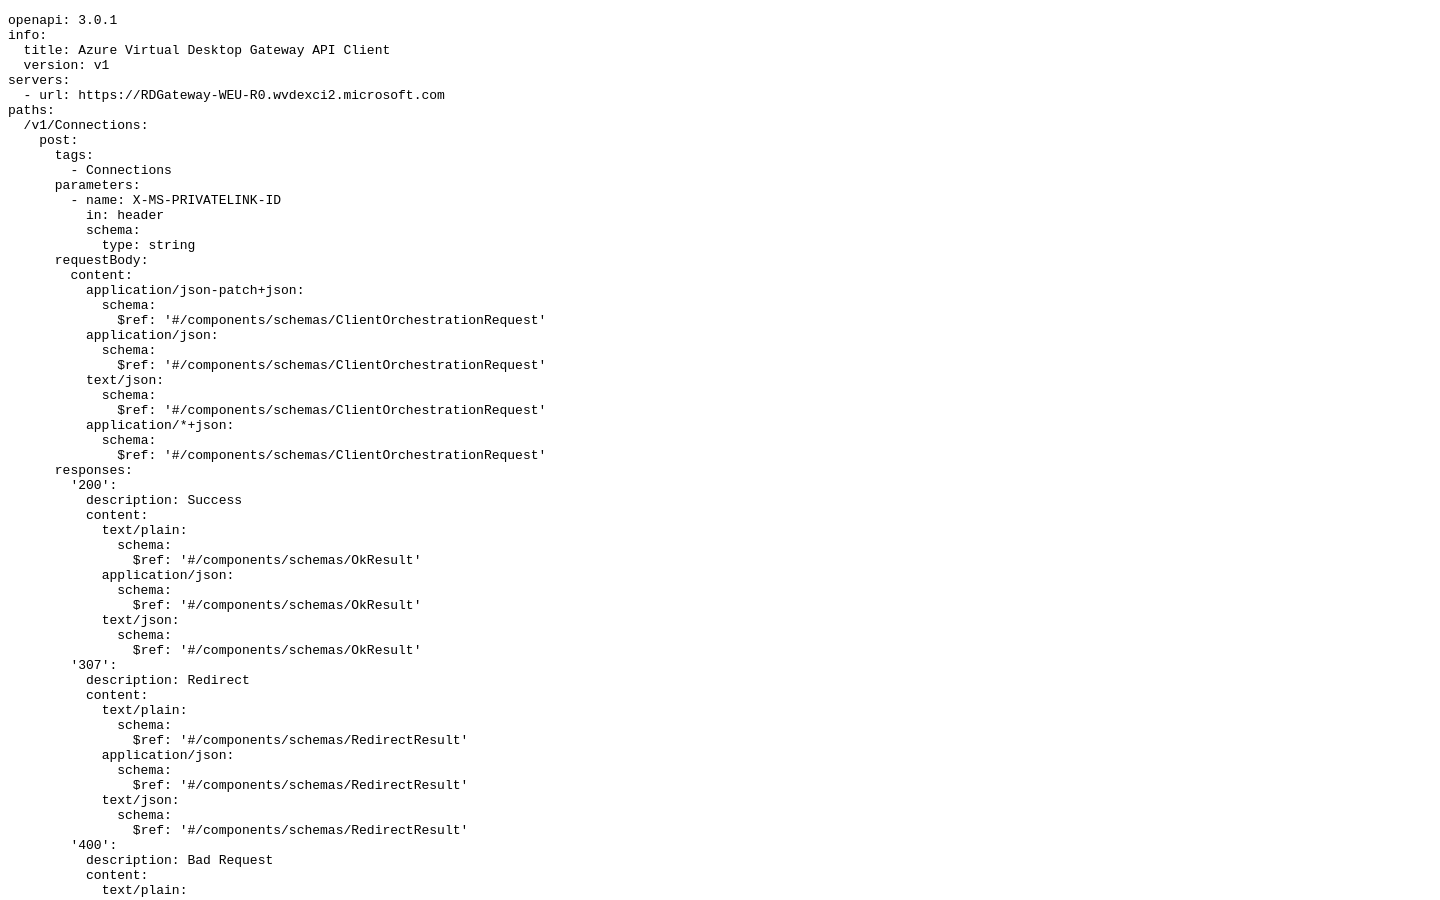 openapi: 3.0.1
info:
  title: Azure Virtual Desktop Gateway API Client
  version: v1
servers:
  - url: https://RDGateway-WEU-R0.wvdexci2.microsoft.com
paths:
  /v1/Connections:
    post:
      tags:
        - Connections
      parameters:
        - name: X-MS-PRIVATELINK-ID
          in: header
          schema:
            type: string
      requestBody:
        content:
          application/json-patch+json:
            schema:
              $ref: '#/components/schemas/ClientOrchestrationRequest'
          application/json:
            schema:
              $ref: '#/components/schemas/ClientOrchestrationRequest'
          text/json:
            schema:
              $ref: '#/components/schemas/ClientOrchestrationRequest'
          application/*+json:
            schema:
              $ref: '#/components/schemas/ClientOrchestrationRequest'
      responses:
        '200':
          description: Success
          content:
            text/plain:
              schema:
                $ref: '#/components/schemas/OkResult'
            application/json:
              schema:
                $ref: '#/components/schemas/OkResult'
            text/json:
              schema:
                $ref: '#/components/schemas/OkResult'
        '307':
          description: Redirect
          content:
            text/plain:
              schema:
                $ref: '#/components/schemas/RedirectResult'
            application/json:
              schema:
                $ref: '#/components/schemas/RedirectResult'
            text/json:
              schema:
                $ref: '#/components/schemas/RedirectResult'
        '400':
          description: Bad Request
          content:
            text/plain: